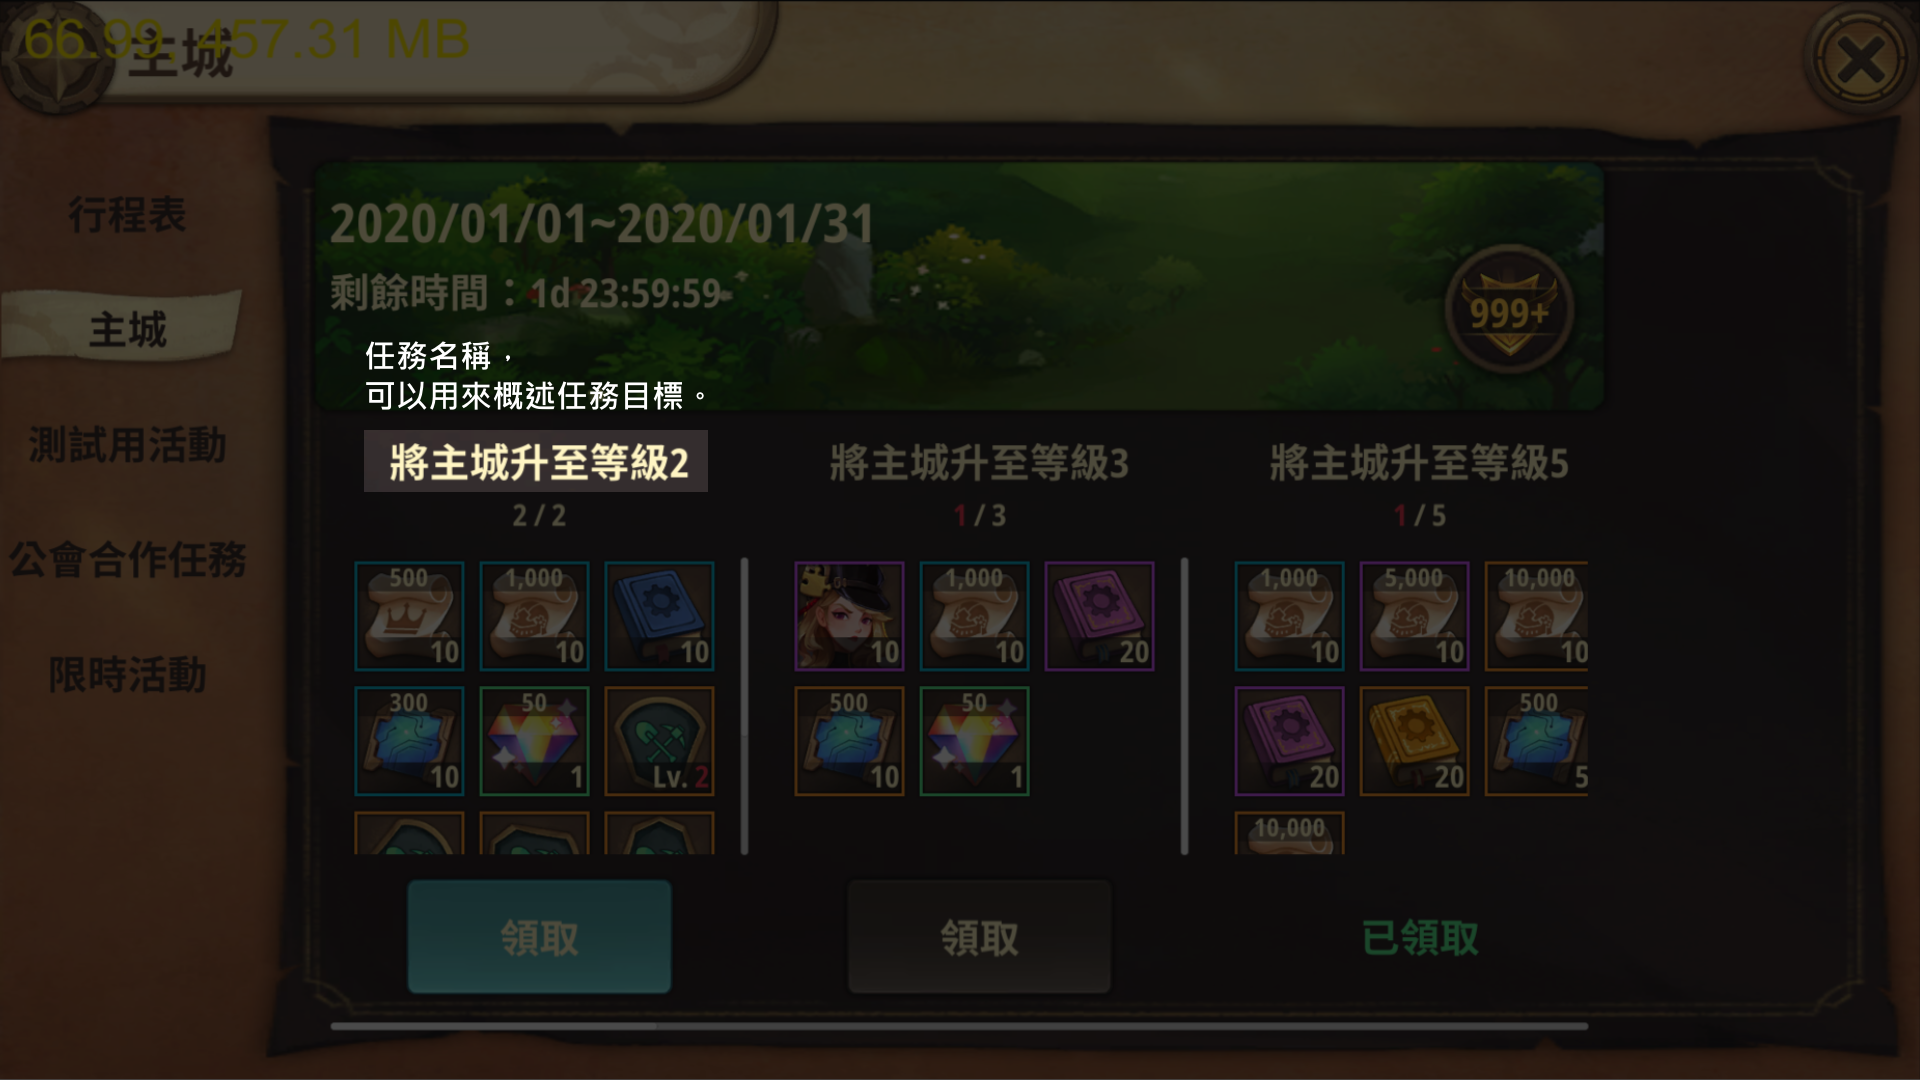 66.99, 457.31 MB
主城
行程表
主城
測試用活動
公會合作任務
限時活動
2020/01/01~2020/01/31
剩餘時間：1d 23:59:59
999+
任務名稱，
可以用來概述任務目標。
將主城升至等級2
2 / 2
500
10
1,000
10
10
300
10
50
1
Lv. 2
領取
將主城升至等級3
1 / 3
10
1,000
10
20
500
10
50
1
領取
將主城升至等級5
1 / 5
1,000
10
5,000
10
10,000
10
20
20
500
5
10,000
已領取